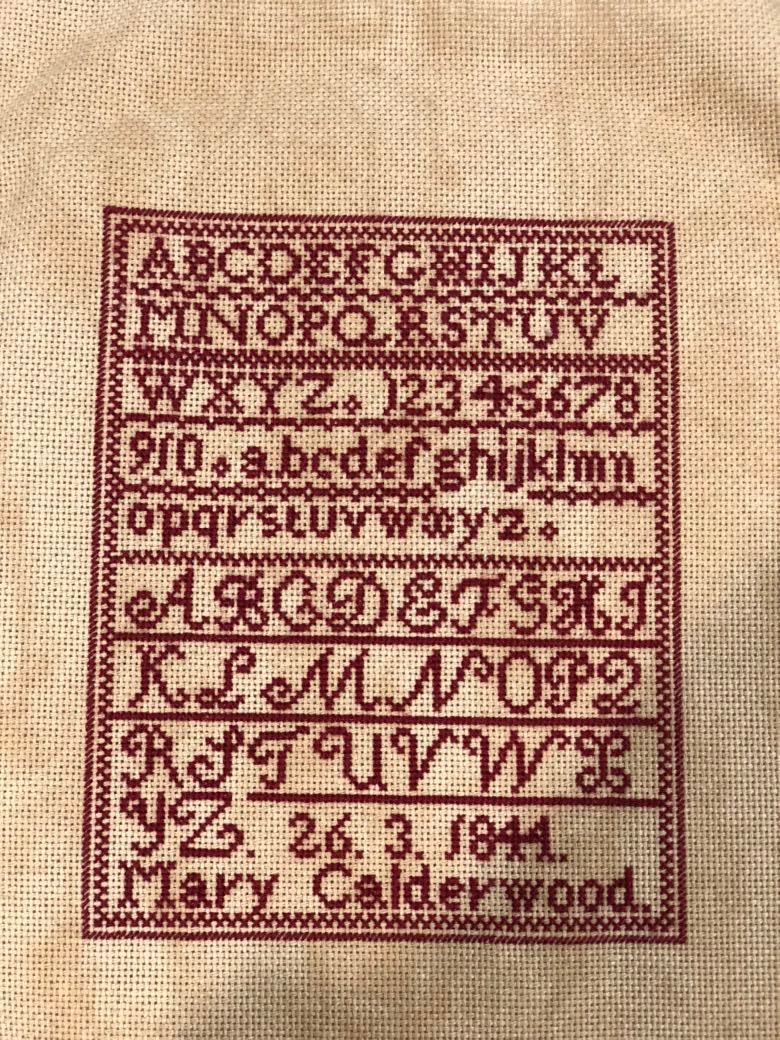 ABCDEFGHIJKL
MNOPQRSTUV
WXYZ. 12345678
910. abcdefghijklmn
opqrstuvwxyz.
ABCDEFGHI
KLMNOPQ
RSTUVWX
YZ. 26. 3. 1844.
Mary Calderwood.